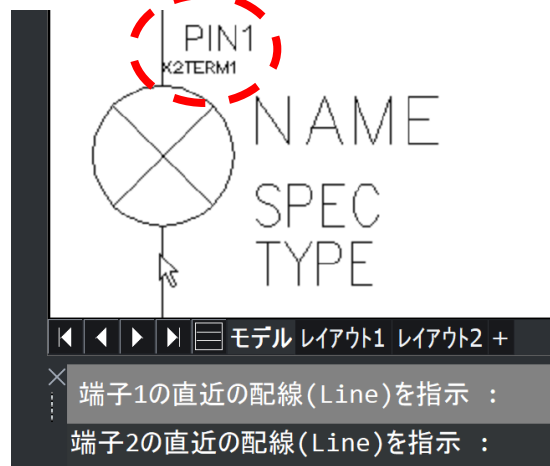 PIN1
X2TERM1
NAME
SPEC
TYPE
モデル レイアウト1 レイアウト2 +
端子1の直近の配線(Line)を指示 :
端子2の直近の配線(Line)を指示 :